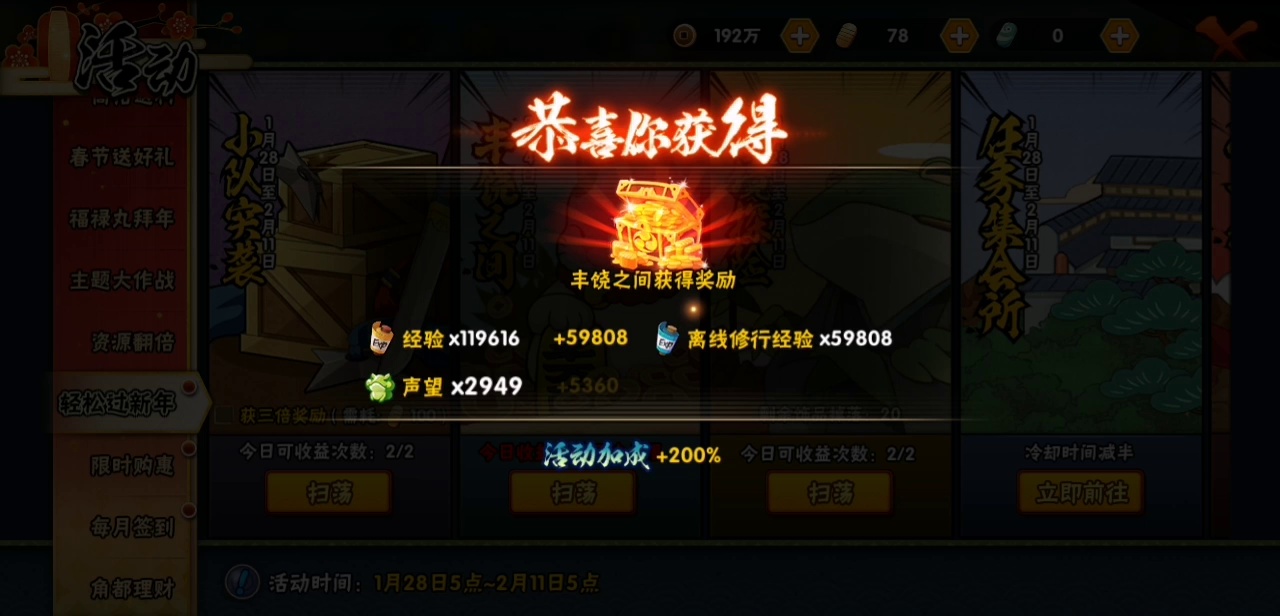 活动
192万
78
0
春节送好礼
福禄丸拜年
主题大作战
资源翻倍
轻松过新年
限时购惠
每月签到
角都理财
小队突袭
1月28日至2月11日
丰饶之间
任务集会所
1月28日至2月11日
恭喜你获得
丰饶之间获得奖励
经验 x119616 +59808
离线修行经验 x59808
声望 x2949 +5360
获三倍奖励(需耗: 100
活动加成 +200%
今日可收益次数：2/2
今日可收益次数：2/2
冷却时间减半
扫荡
扫荡
扫荡
立即前往
活动时间：1月28日5点~2月11日5点